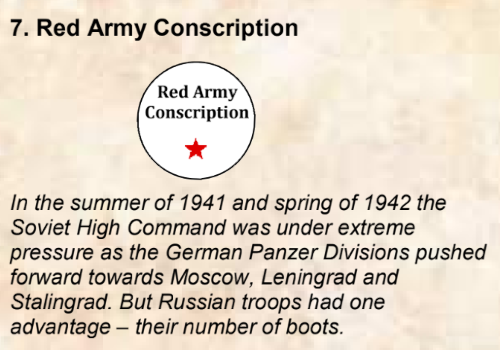 7. Red Army Conscription
Red Army
Conscription
In the summer of 1941 and spring of 1942 the
Soviet High Command was under extreme
pressure as the German Panzer Divisions pushed
forward towards Moscow, Leningrad and
Stalingrad. But Russian troops had one
advantage – their number of boots.